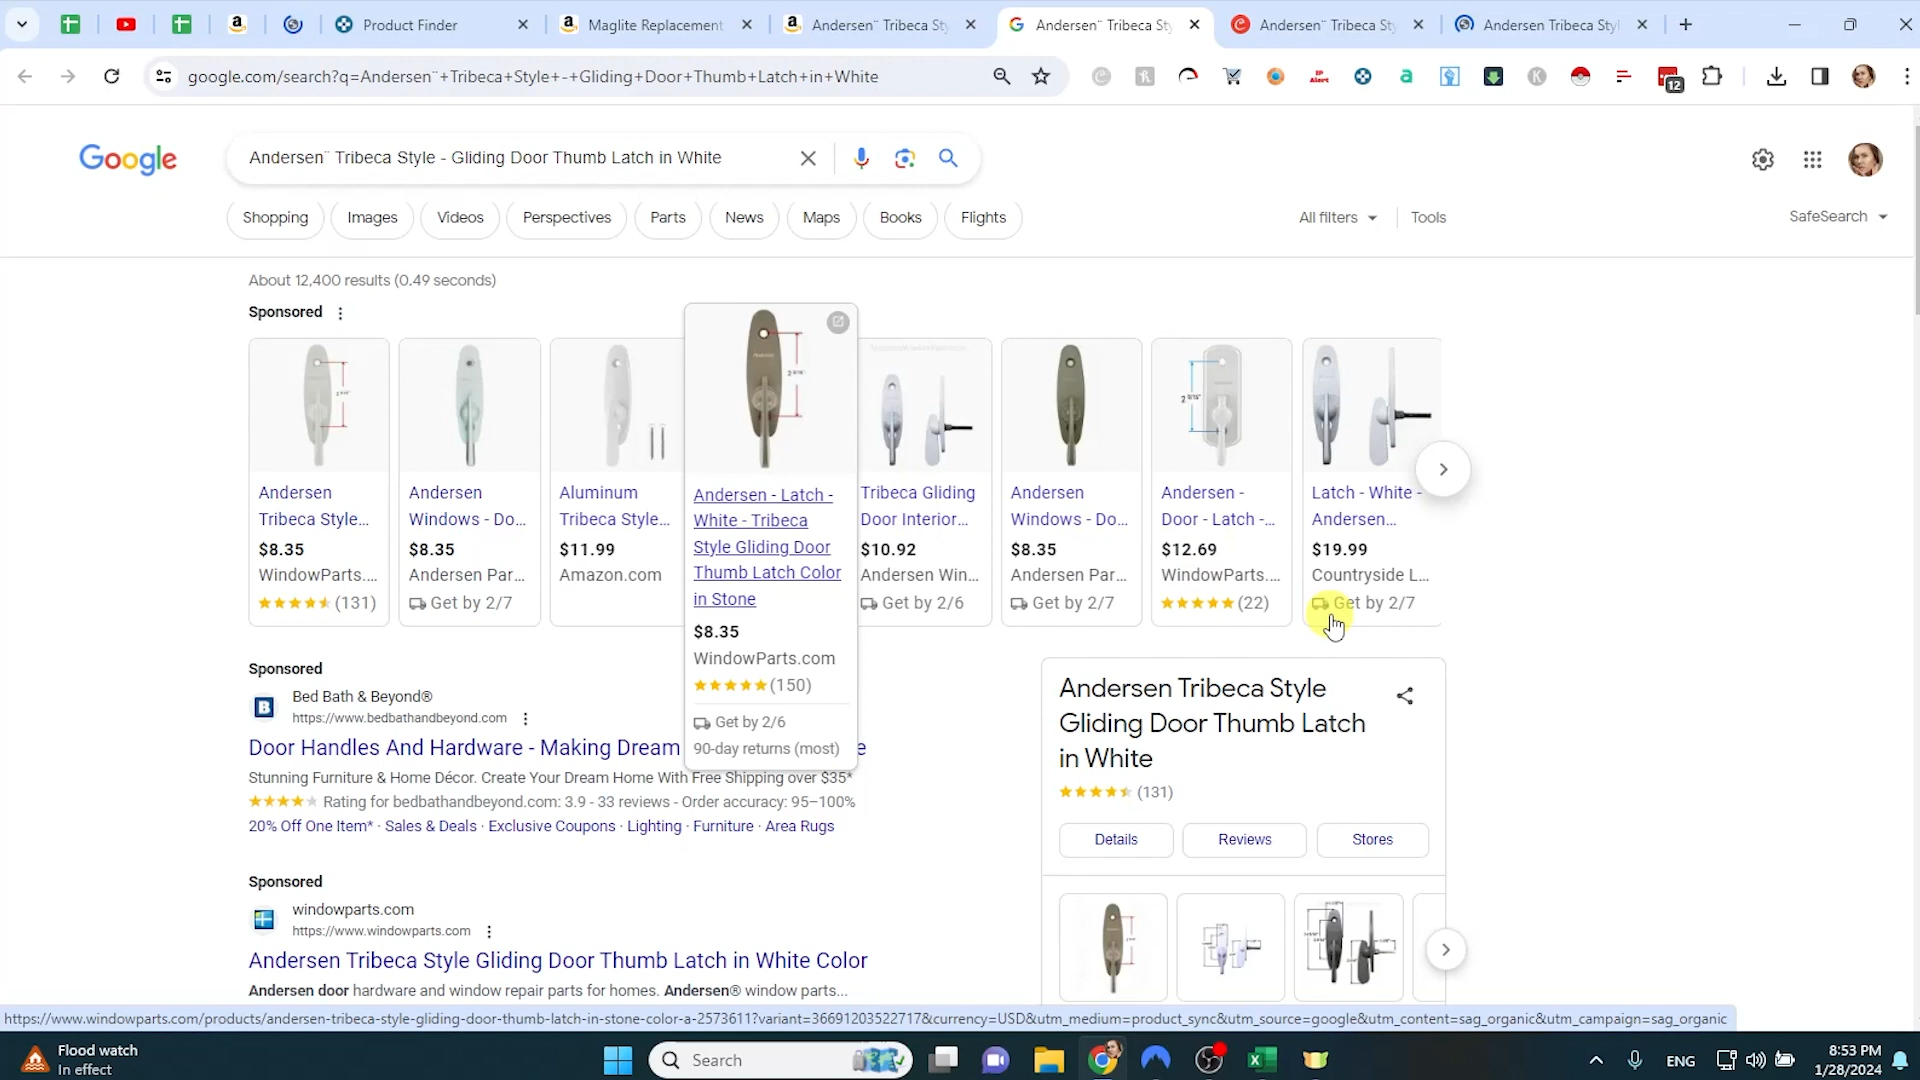 Product Finder
Maglite Replacement
Andersen¨ Tribeca Sty
Andersen¨ Tribeca Sty
Andersen¨ Tribeca Sty
Andersen Tribeca Styl
google.com/search?q=Andersen¨+Tribeca+Style+-+Gliding+Door+Thumb+Latch+in+White
12
Google
Andersen¨ Tribeca Style - Gliding Door Thumb Latch in White
Shopping
Images
Videos
Perspectives
Parts
News
Maps
Books
Flights
All filters
Tools
SafeSearch
About 12,400 results (0.49 seconds)
Sponsored
Andersen
Tribeca Style...
$8.35
WindowParts....
(131)
Andersen
Windows - Do...
$8.35
Andersen Par...
Get by 2/7
Aluminum
Tribeca Style...
$11.99
Amazon.com
Andersen - Latch -
White - Tribeca
Style Gliding Door
Thumb Latch Color
in Stone
$8.35
WindowParts.com
(150)
Get by 2/6
90-day returns (most)
Tribeca Gliding
Door Interior...
$10.92
Andersen Win...
Get by 2/6
Andersen
Windows - Do...
$8.35
Andersen Par...
Get by 2/7
Andersen -
Door - Latch -...
$12.69
WindowParts....
(22)
Latch - White -
Andersen...
$19.99
Countryside L...
Get by 2/7
Sponsored
Bed Bath & Beyond®
https://www.bedbathandbeyond.com
Door Handles And Hardware - Making Dream
e
Stunning Furniture & Home Décor. Create Your Dream Home With Free Shipping over $35*
Rating for bedbathandbeyond.com: 3.9 - 33 reviews - Order accuracy: 95–100%
20% Off One Item* · Sales & Deals · Exclusive Coupons · Lighting · Furniture · Area Rugs
Sponsored
windowparts.com
https://www.windowparts.com
Andersen Tribeca Style Gliding Door Thumb Latch in White Color
Andersen door hardware and window repair parts for homes. Andersen® window parts...
Andersen Tribeca Style
Gliding Door Thumb Latch
in White
(131)
Details
Reviews
Stores
https://www.windowparts.com/products/andersen-tribeca-style-gliding-door-thumb-latch-in-stone-color-a-2573611?variant=36691203522717&currency=USD&utm_medium=product_sync&utm_source=google&utm_content=sag_organic&utm_campaign=sag_organic
Flood watch
In effect
Search
ENG
8:53 PM
1/28/2024